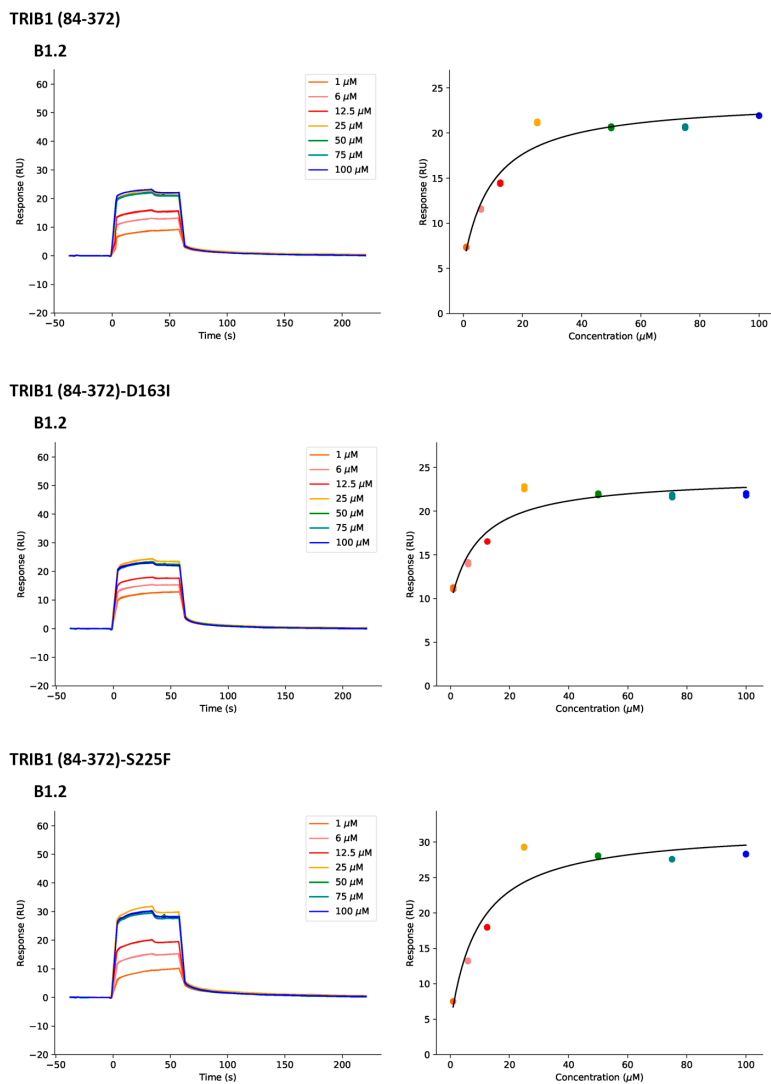 TRIB1 (84-372)
B1.2
60
50
40
30
20
10
0
−10
−20
Response (RU)
−50
0
50
100
150
200
Time (s)
1 μM
6 μM
12.5 μM
25 μM
50 μM
75 μM
100 μM
25
20
15
10
5
0
Response (RU)
0
20
40
60
80
100
Concentration (μM)
TRIB1 (84-372)-D163I
B1.2
60
50
40
30
20
10
0
−10
−20
Response (RU)
−50
0
50
100
150
200
Time (s)
1 μM
6 μM
12.5 μM
25 μM
50 μM
75 μM
100 μM
25
20
15
10
5
0
Response (RU)
0
20
40
60
80
100
Concentration (μM)
TRIB1 (84-372)-S225F
B1.2
60
50
40
30
20
10
0
−10
−20
Response (RU)
−50
0
50
100
150
200
Time (s)
1 μM
6 μM
12.5 μM
25 μM
50 μM
75 μM
100 μM
30
25
20
15
10
5
0
Response (RU)
0
20
40
60
80
100
Concentration (μM)